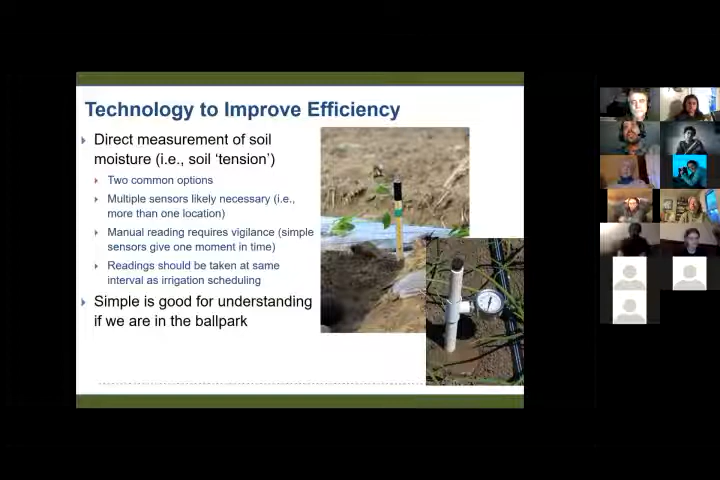 Technology to Improve Efficiency
Direct measurement of soil
moisture (i.e., soil ‘tension’)
Two common options
Multiple sensors likely necessary (i.e.,
more than one location)
Manual reading requires vigilance (simple
sensors give one moment in time)
Readings should be taken at same
interval as irrigation scheduling
Simple is good for understanding
if we are in the ballpark